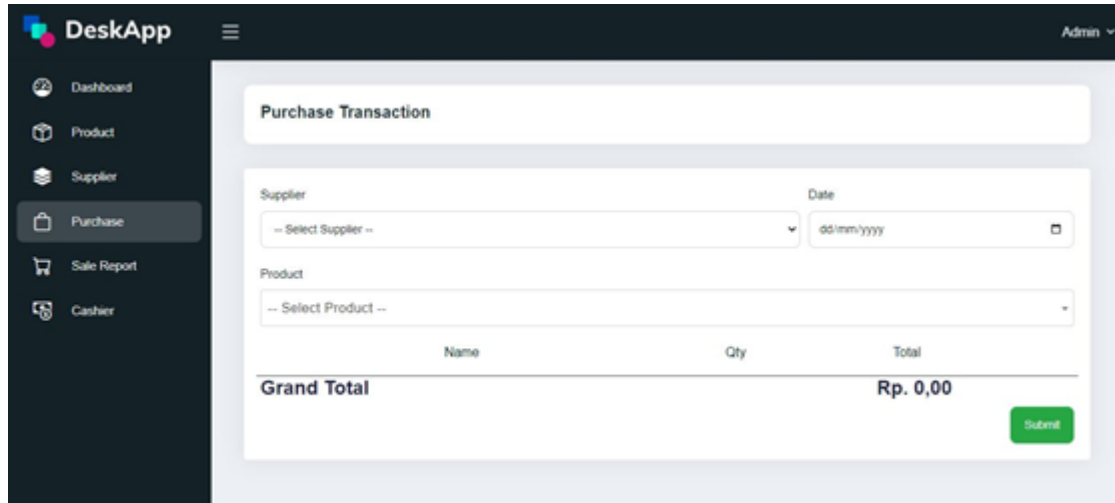 DeskApp
Admin
Dashboard
Product
Supplier
Purchase
Sale Report
Cashier
Purchase Transaction
Supplier
Date
-- Select Supplier --
dd/mm/yyyy
Product
-- Select Product --
Name Qty Total
Grand Total Rp. 0,00
Submit